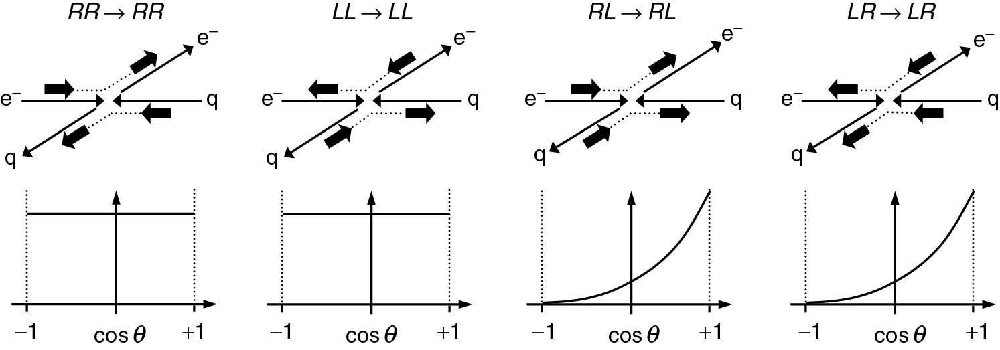 RR → RR
e⁻
e⁻
q
q
−1
cos θ
+1
LL → LL
e⁻
e⁻
q
q
−1
cos θ
+1
RL → RL
e⁻
e⁻
q
q
−1
cos θ
+1
LR → LR
e⁻
e⁻
q
q
−1
cos θ
+1